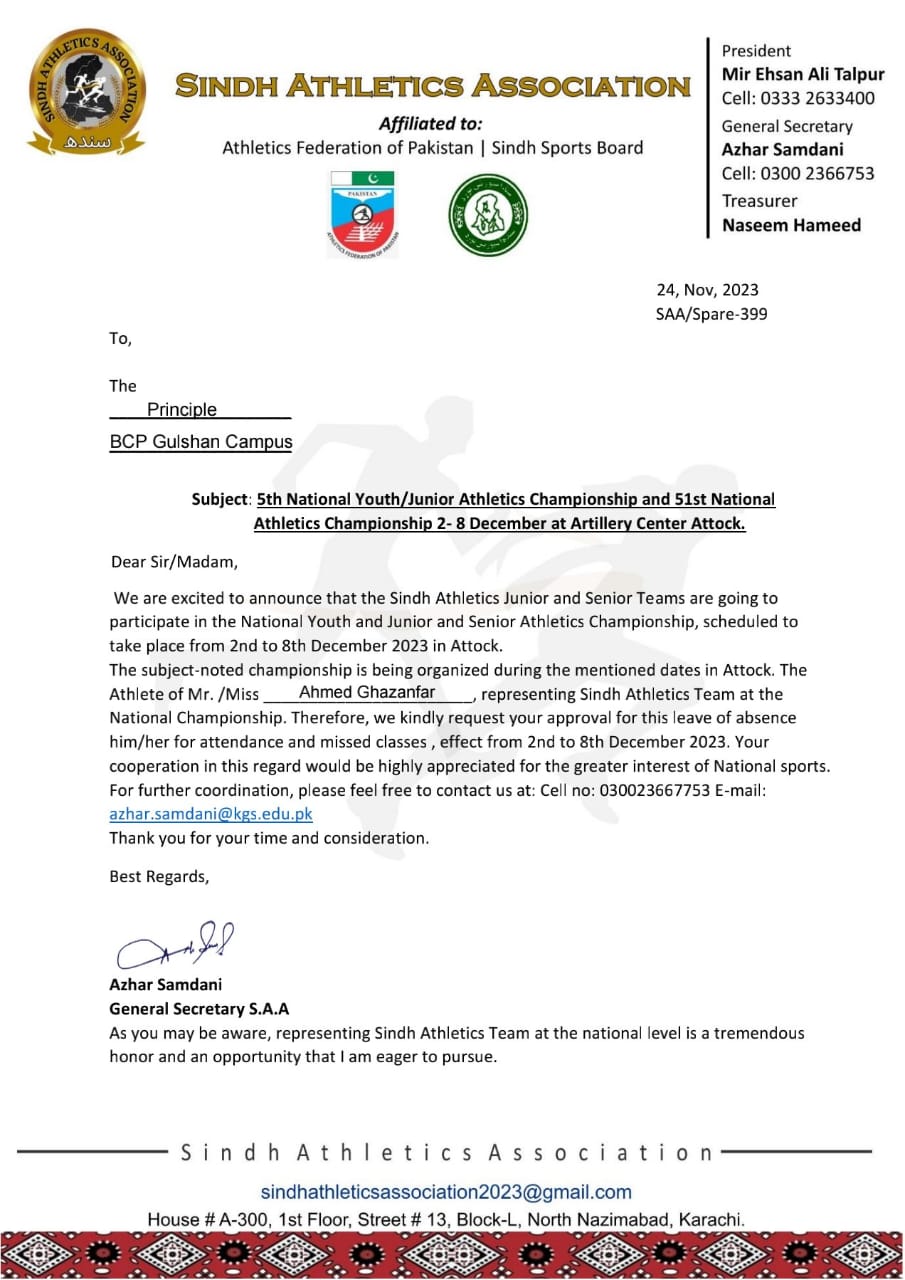 SINDH ATHLETICS ASSOCIATION
سنڌ
SINDH ATHLETICS ASSOCIATION
Affiliated to:
Athletics Federation of Pakistan | Sindh Sports Board
PAKISTAN
ATHLETICS FEDERATION OF PAKISTAN
President
Mir Ehsan Ali Talpur
Cell: 0333 2633400
General Secretary
Azhar Samdani
Cell: 0300 2366753
Treasurer
Naseem Hameed
24, Nov, 2023
SAA/Spare-399
To,
The
Principle
BCP Gulshan Campus
Subject: 5th National Youth/Junior Athletics Championship and 51st National
Athletics Championship 2- 8 December at Artillery Center Attock.
Dear Sir/Madam,
We are excited to announce that the Sindh Athletics Junior and Senior Teams are going to
participate in the National Youth and Junior and Senior Athletics Championship, scheduled to
take place from 2nd to 8th December 2023 in Attock.
The subject-noted championship is being organized during the mentioned dates in Attock. The
Athlete of Mr. /Miss ____Ahmed Ghazanfar____, representing Sindh Athletics Team at the
National Championship. Therefore, we kindly request your approval for this leave of absence
him/her for attendance and missed classes , effect from 2nd to 8th December 2023. Your
cooperation in this regard would be highly appreciated for the greater interest of National sports.
For further coordination, please feel free to contact us at: Cell no: 030023667753 E-mail:
azhar.samdani@kgs.edu.pk
Thank you for your time and consideration.
Best Regards,
Azhar Samdani
General Secretary S.A.A
As you may be aware, representing Sindh Athletics Team at the national level is a tremendous
honor and an opportunity that I am eager to pursue.
Sindh Athletics Association
sindhathleticsassociation2023@gmail.com
House # A-300, 1st Floor, Street # 13, Block-L, North Nazimabad, Karachi.